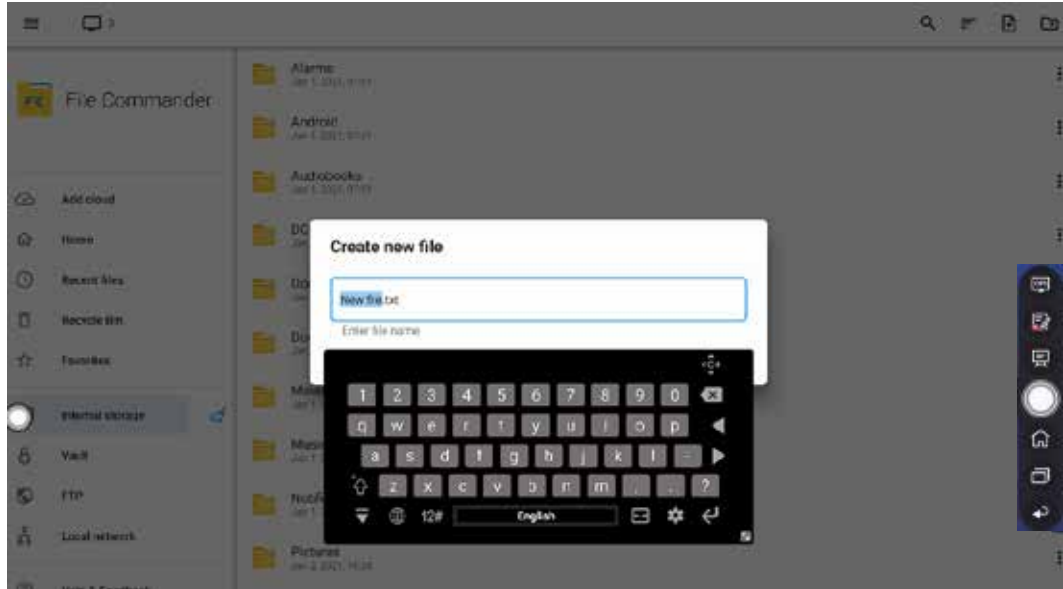 File Commander
Add cloud
Home
Recent files
Recycle Bin
Favorites
Internal storage
Vault
FTP
Local network
Alarms
Android
Audiobooks
Create new file
New file.txt
Enter file name
1 2 3 4 5 6 7 8 9 0
q w e r t y u i o p
a s d f g h j k l -
z x c v b n m , . ?
12# English
Pictures